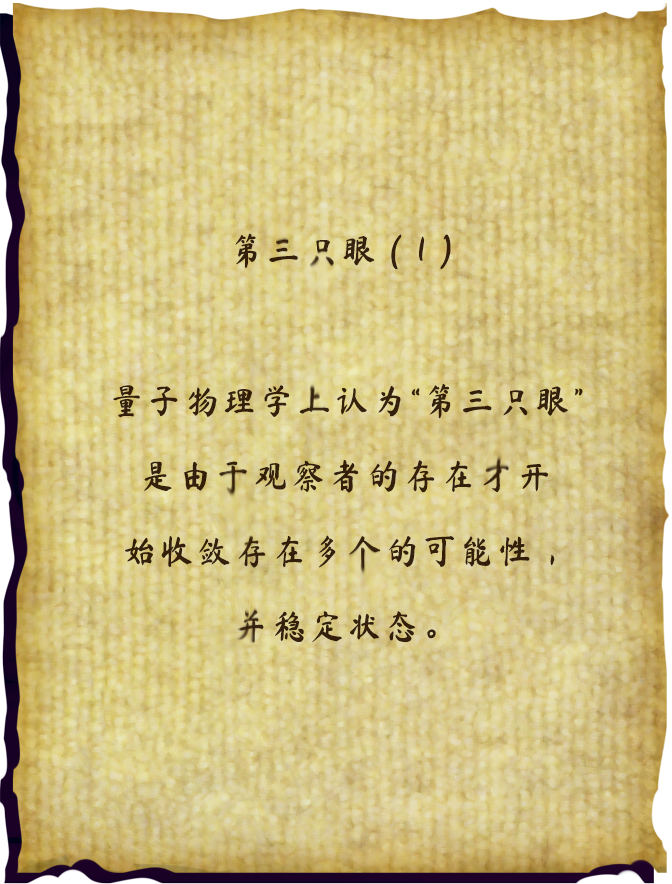 第三只眼(1)
量子物理学上认为“第三只眼”
是由于观察者的存在才开
始收敛存在多个的可能性，
并稳定状态。